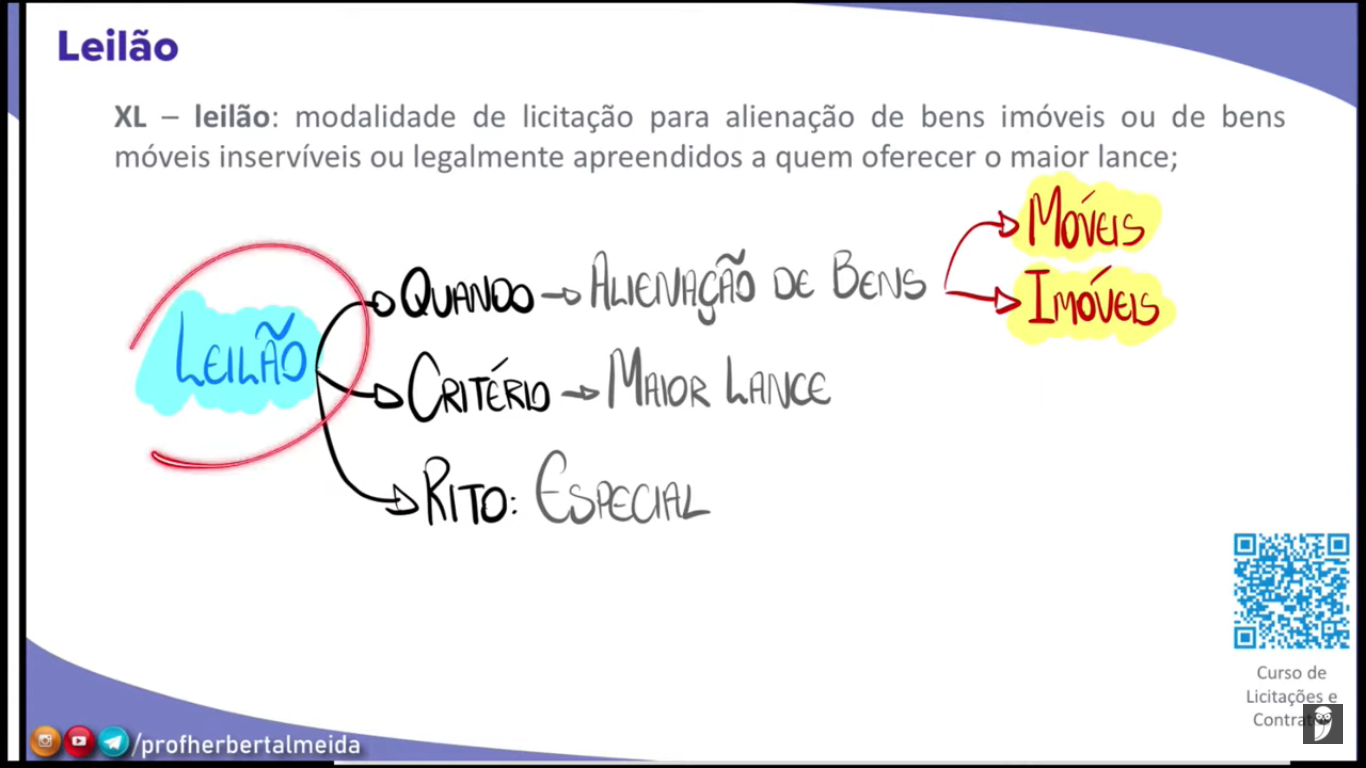 Leilão
XL – leilão: modalidade de licitação para alienação de bens imóveis ou de bens
móveis inservíveis ou legalmente apreendidos a quem oferecer o maior lance;
MÓVEIS
QUANDO → ALIENAÇÃO DE BENS
IMÓVEIS
LEILÃO
CRITÉRIO → MAIOR LANCE
RITO: ESPECIAL
Curso de
Licitações e
/profherbertalmeida